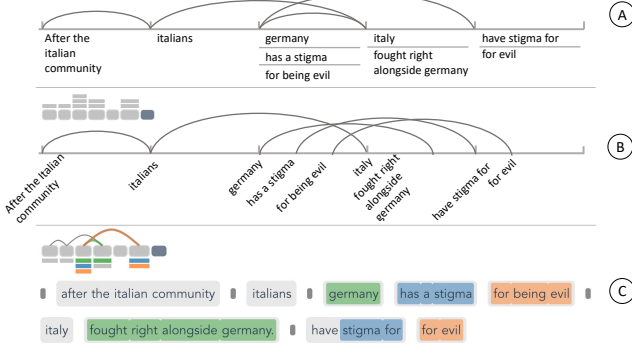 After the italian community
italians
germany
has a stigma
for being evil
italy
fought right alongside germany
have stigma for
for evil
A
After the Italian community
italians
germany
has a stigma
for being evil
italy
fought right alongside germany
have stigma for
for evil
B
after the italian community italians germany has a stigma for being evil
C
italy fought right alongside germany. have stigma for for evil